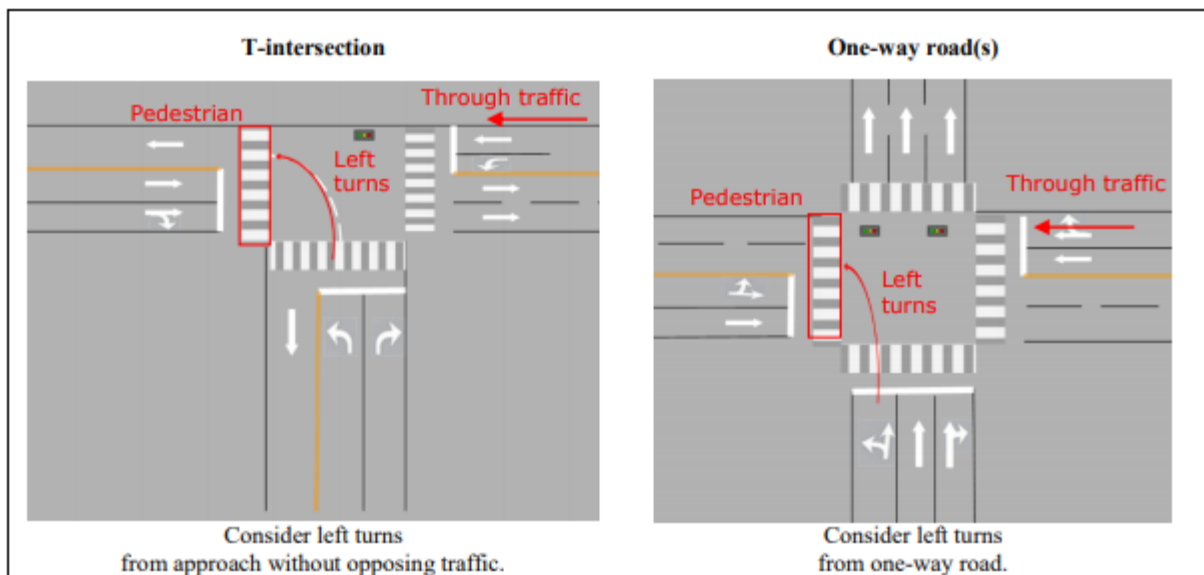 T-intersection
Pedestrian
Through traffic
Left
turns
Consider left turns
from approach without opposing traffic.
One-way road(s)
Pedestrian
Through traffic
Left
turns
Consider left turns
from one-way road.